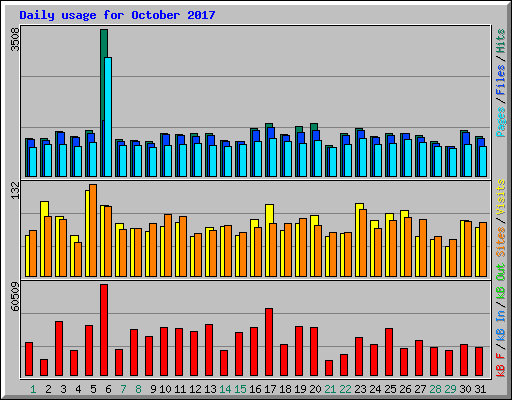 Daily usage for October 2017
3508
Pages / Files / Hits
132
Sites / Visits
60509
kB F / kB In / kB Out
1 2 3 4 5 6 7 8 9 10 11 12 13 14 15 16 17 18 19 20 21 22 23 24 25 26 27 28 29 30 31